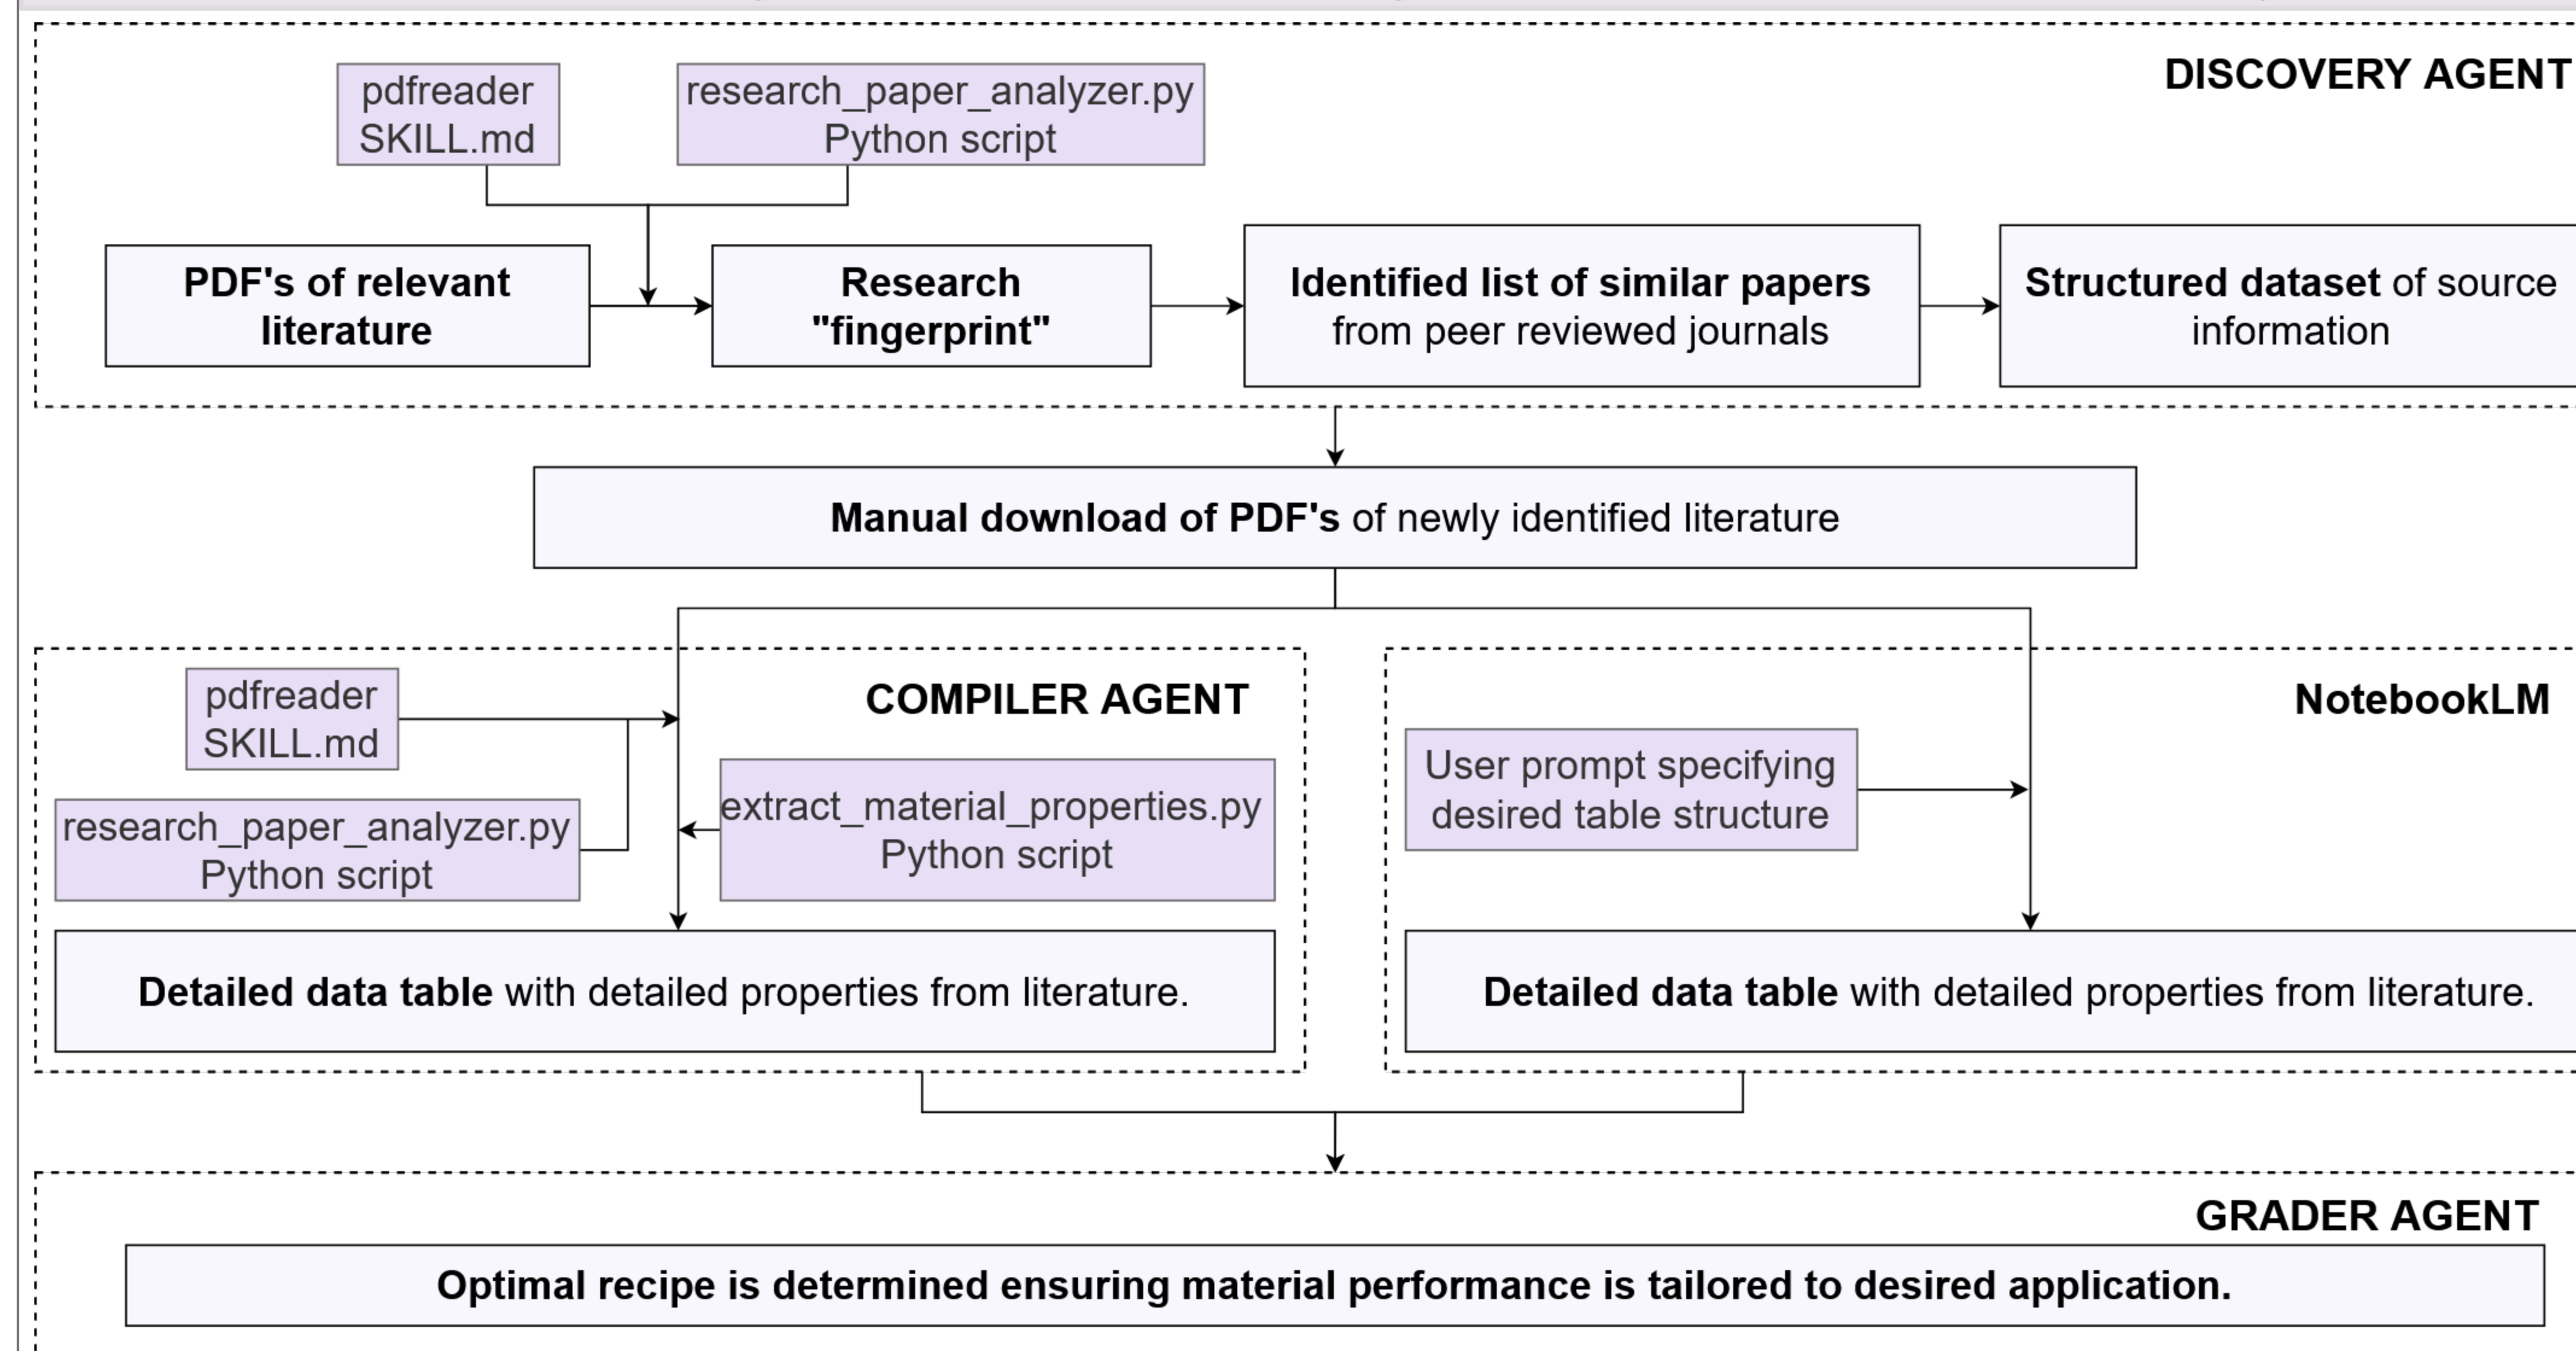 DISCOVERY AGENT
pdfreader
SKILL.md
research_paper_analyzer.py
Python script
PDF's of relevant
literature
Research
"fingerprint"
Identified list of similar papers
from peer reviewed journals
Structured dataset of source
information
Manual download of PDF's of newly identified literature
COMPILER AGENT
pdfreader
SKILL.md
research_paper_analyzer.py
Python script
extract_material_properties.py
Python script
Detailed data table with detailed properties from literature.
NotebookLM
User prompt specifying
desired table structure
Detailed data table with detailed properties from literature.
GRADER AGENT
Optimal recipe is determined ensuring material performance is tailored to desired application.